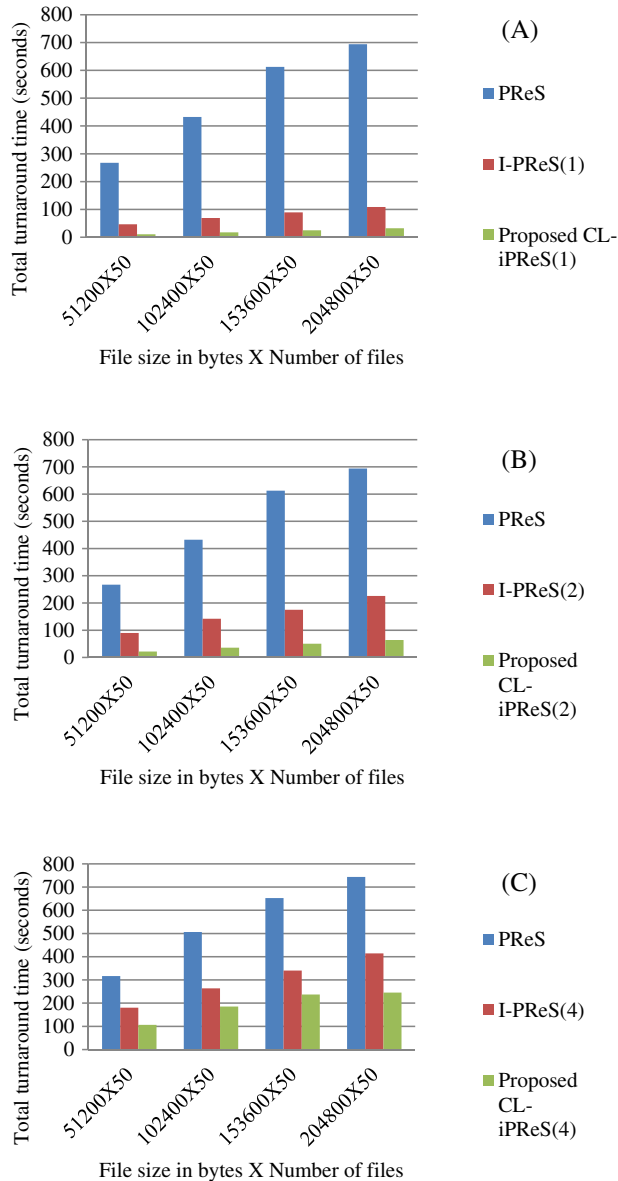 (A)
Total turnaround time (seconds)
800
700
600
500
400
300
200
100
0
51200X50
102400X50
153600X50
204800X50
File size in bytes X Number of files
PReS
I-PReS(1)
Proposed CL-
iPReS(1)
(B)
Total turnaround time (seconds)
800
700
600
500
400
300
200
100
0
51200X50
102400X50
153600X50
204800X50
File size in bytes X Number of files
PReS
I-PReS(2)
Proposed
CL-
iPReS(2)
(C)
Total turnaround time (seconds)
800
700
600
500
400
300
200
100
0
51200X50
102400X50
153600X50
204800X50
File size in bytes X Number of files
PReS
I-PReS(4)
Proposed
CL-
iPReS(4)